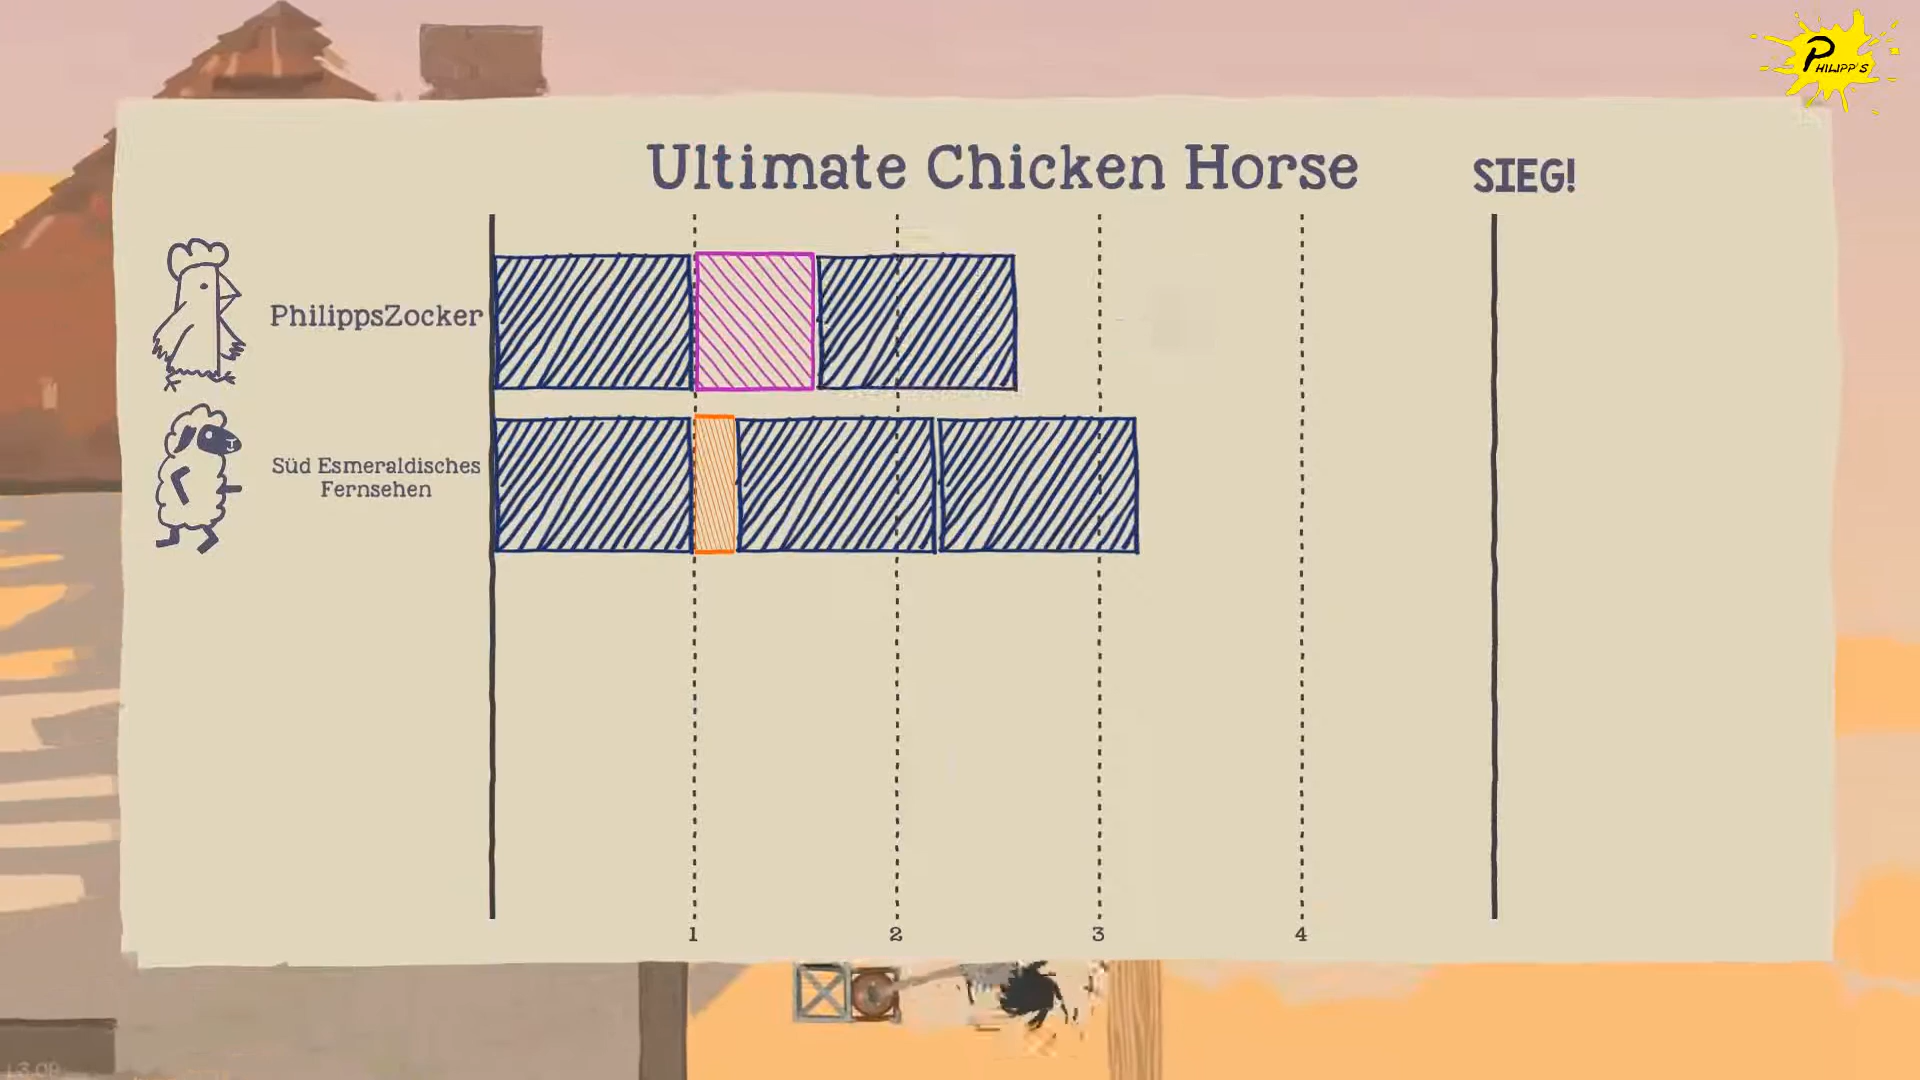 PHILIPP'S
Ultimate Chicken Horse
SIEG!
PhilippsZocker
Süd Esmeraldisches
Fernsehen
1
2
3
4